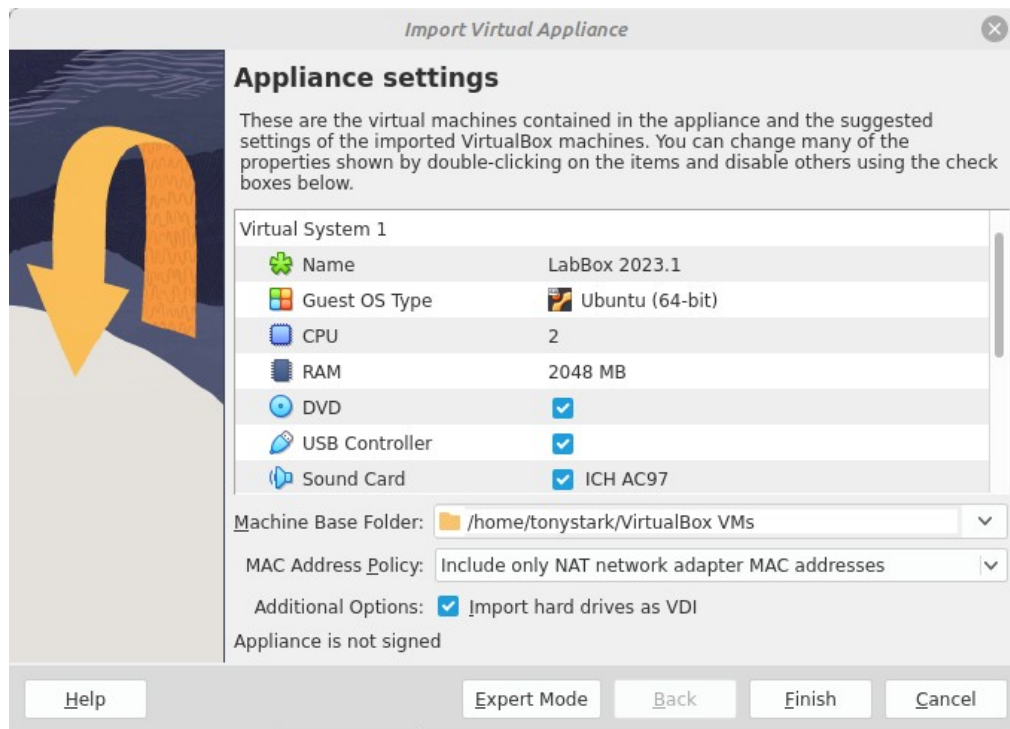 Import Virtual Appliance
Appliance settings
These are the virtual machines contained in the appliance and the suggested
settings of the imported VirtualBox machines. You can change many of the
properties shown by double-clicking on the items and disable others using the check
boxes below.
Virtual System 1
Name LabBox 2023.1
Guest OS Type Ubuntu (64-bit)
CPU 2
RAM 2048 MB
DVD
USB Controller
Sound Card ICH AC97
Machine Base Folder: /home/tonystark/VirtualBox VMs
MAC Address Policy: Include only NAT network adapter MAC addresses
Additional Options: Import hard drives as VDI
Appliance is not signed
Help Expert Mode Back Finish Cancel